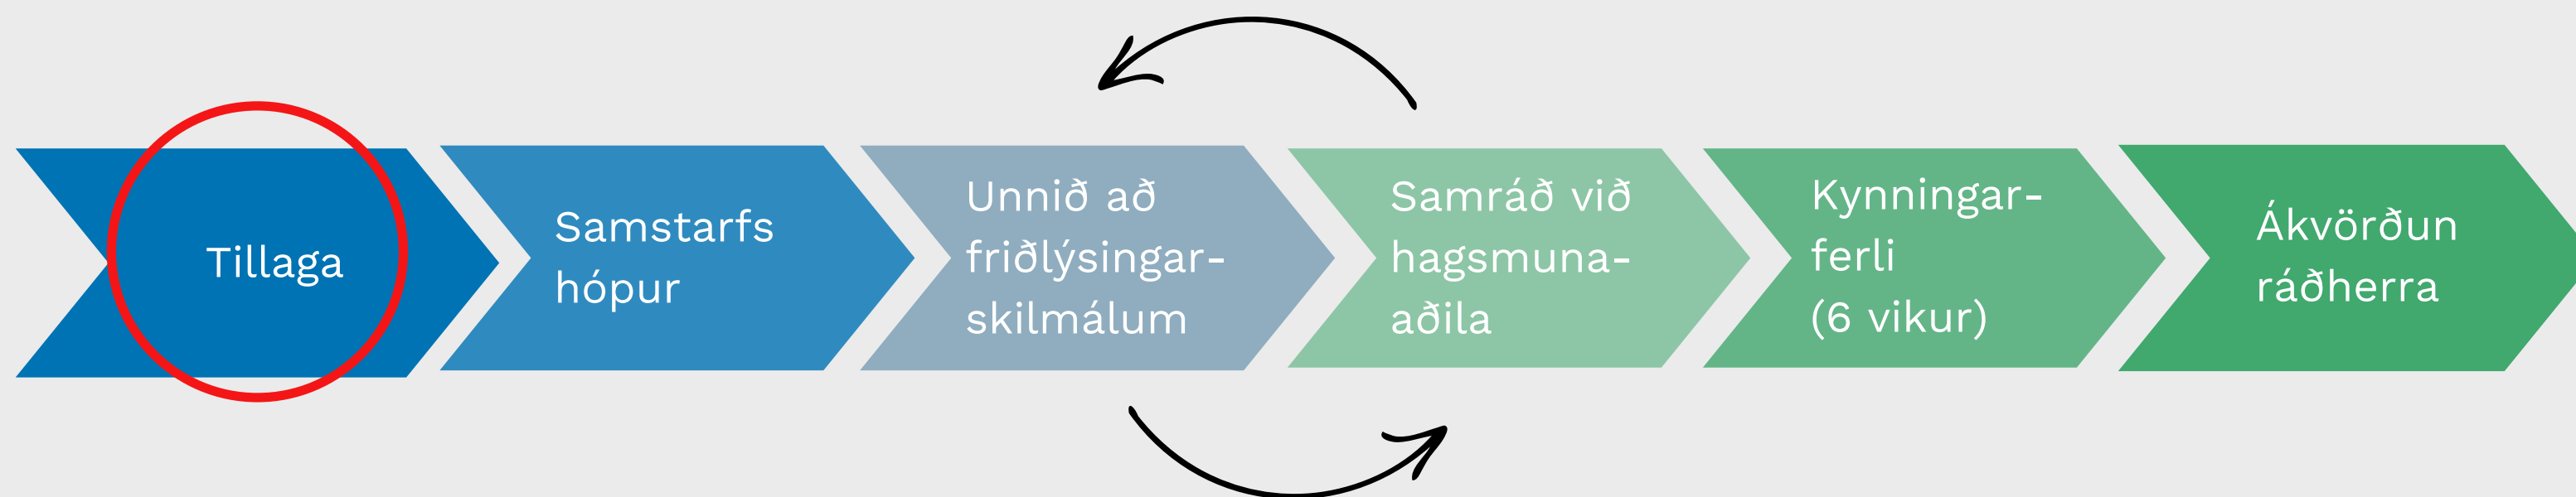 Tillaga
Samstarfs
hópur
Unnið að
friðlýsingar-
skilmálum
Samráð við
hagsmuna-
aðila
Kynningar-
ferli
(6 vikur)
Ákvörðun
ráðherra